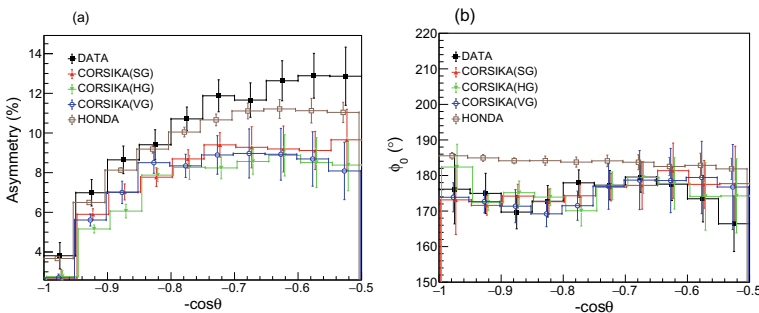 (a)
Asymmetry (%)
14
12
10
8
6
4
DATA
CORSIKA(SG)
CORSIKA(HG)
CORSIKA(VG)
HONDA
−1 −0.9 −0.8 −0.7 −0.6 −0.5
-cosθ
(b)
ϕ₀ (°)
220
210
200
190
180
170
160
150
DATA
CORSIKA(SG)
CORSIKA(HG)
CORSIKA(VG)
HONDA
−1 −0.9 −0.8 −0.7 −0.6 −0.5
-cosθ